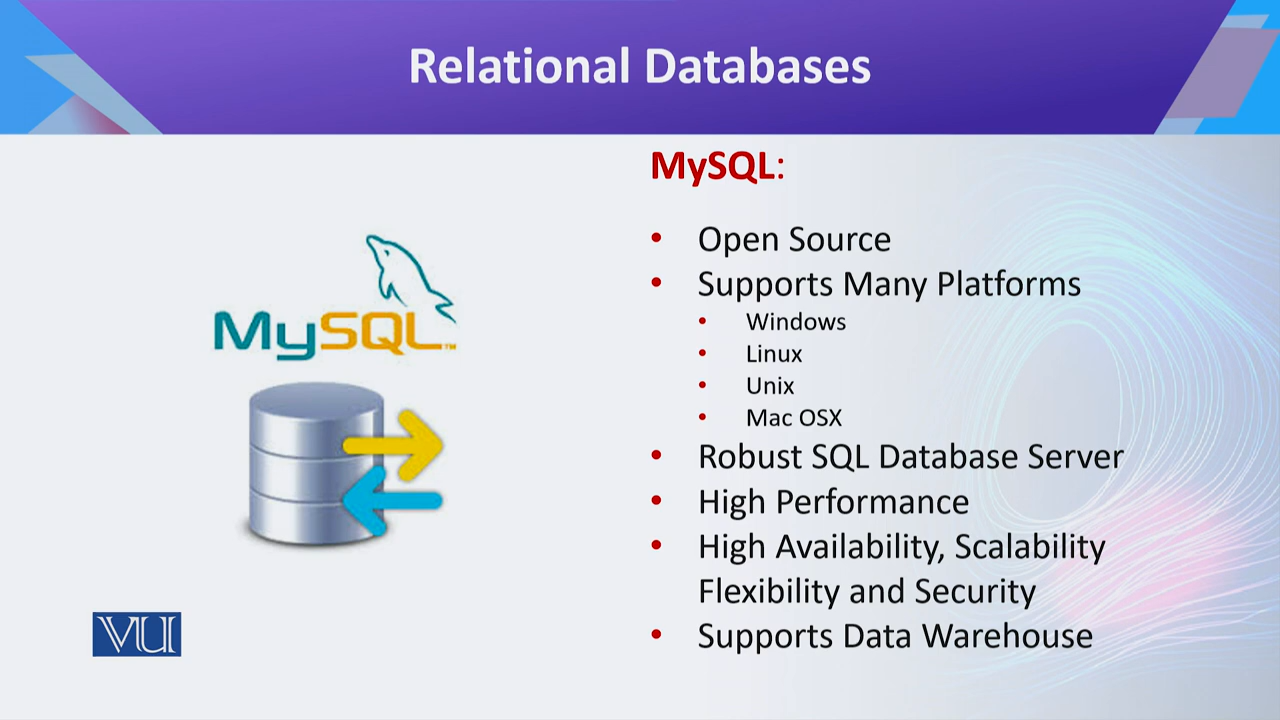 Relational Databases
MySQL:
• Open Source
• Supports Many Platforms
• Windows
• Linux
• Unix
• Mac OSX
• Robust SQL Database Server
• High Performance
• High Availability, Scalability
Flexibility and Security
• Supports Data Warehouse
MySQL™
VU